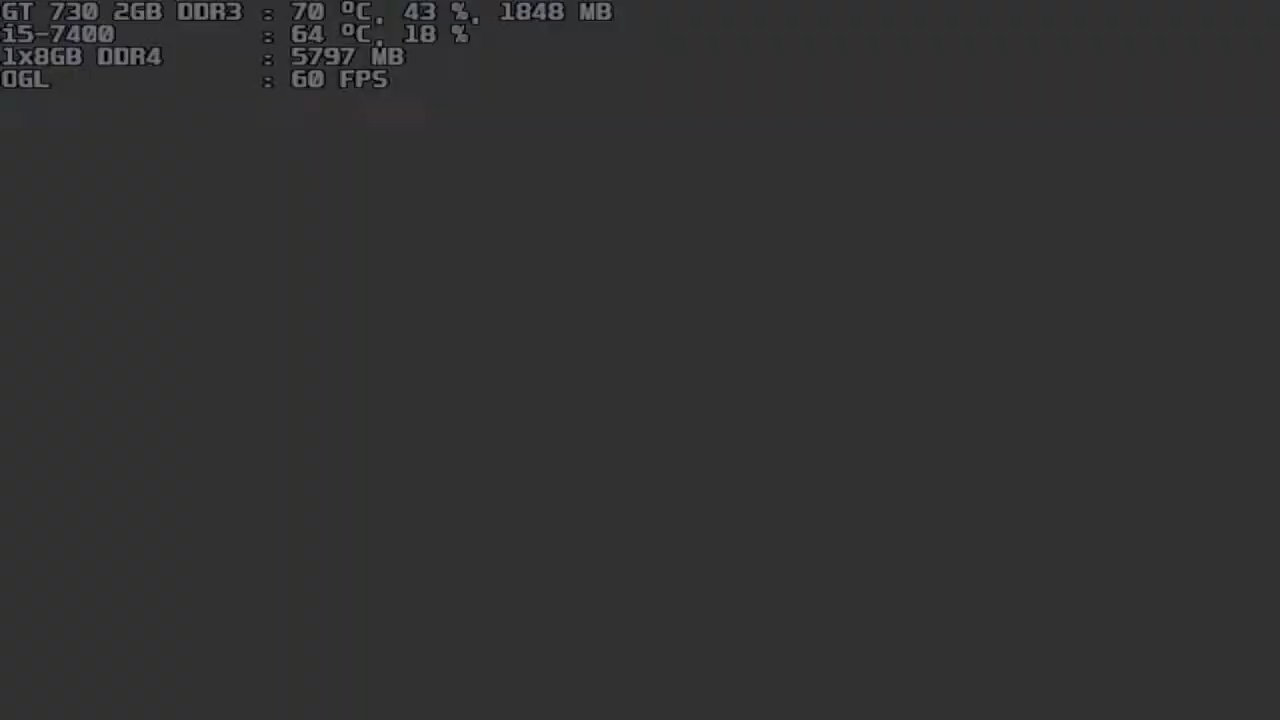 GT 730 2GB DDR3 : 70 ºC, 43 %, 1848 MB
i5-7400 : 64 ºC, 18 %
1x8GB DDR4 : 5797 MB
OGL : 60 FPS